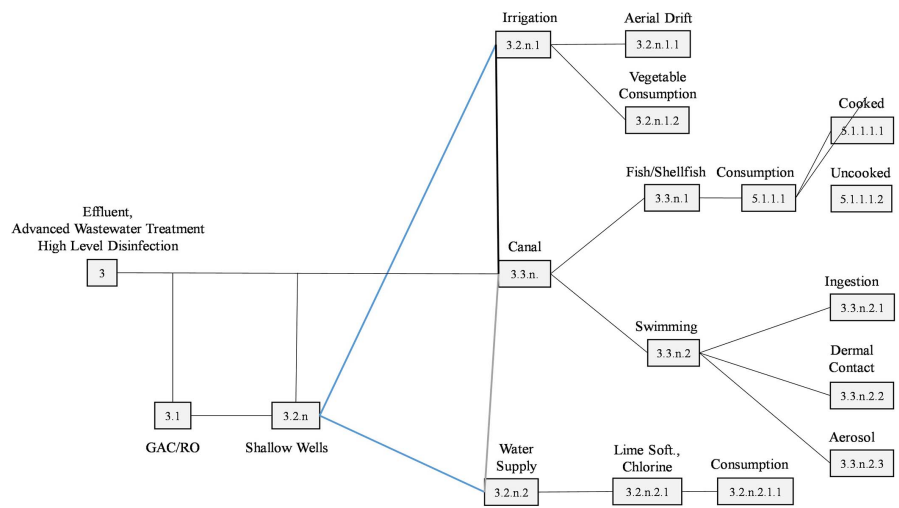 Irrigation
3.2.n.1
Aerial Drift
3.2.n.1.1
Vegetable
Consumption
3.2.n.1.2
Cooked
5.1.1.1.1
Fish/Shellfish
3.3.n.1
Consumption
5.1.1.1
Uncooked
5.1.1.1.2
Effluent,
Advanced Wastewater Treatment
High Level Disinfection
3
Canal
3.3.n.
Ingestion
3.3.n.2.1
Swimming
3.3.n.2
Dermal
Contact
3.3.n.2.2
Aerosol
3.3.n.2.3
3.1
GAC/RO
3.2.n
Shallow Wells
Water
Supply
3.2.n.2
Lime Soft.,
Chlorine
3.2.n.2.1
Consumption
3.2.n.2.1.1